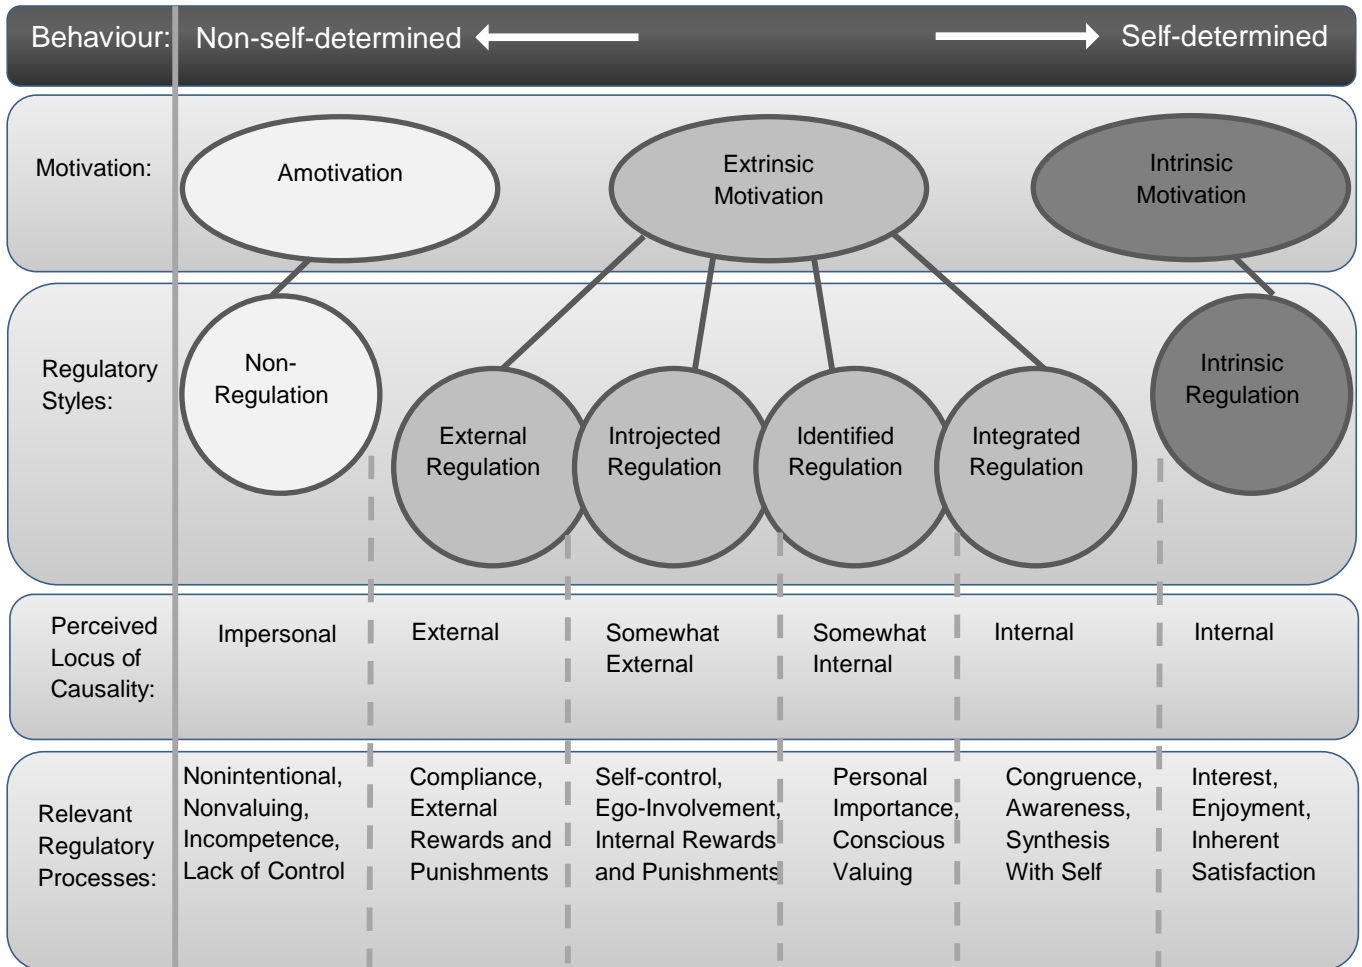 Behaviour: Non-self-determined Self-determined
Motivation:
Amotivation
Extrinsic
Motivation
Intrinsic
Motivation
Regulatory
Styles:
Non-
Regulation
External
Regulation
Introjected
Regulation
Identified
Regulation
Integrated
Regulation
Intrinsic
Regulation
Perceived
Locus of
Causality:
Impersonal
External
Somewhat
External
Somewhat
Internal
Internal
Internal
Relevant
Regulatory
Processes:
Nonintentional,
Nonvaluing,
Incompetence,
Lack of Control
Compliance,
External
Rewards and
Punishments
Self-control,
Ego-Involvement,
Internal Rewards
and Punishments
Personal
Importance,
Conscious
Valuing
Congruence,
Awareness,
Synthesis
With Self
Interest,
Enjoyment,
Inherent
Satisfaction